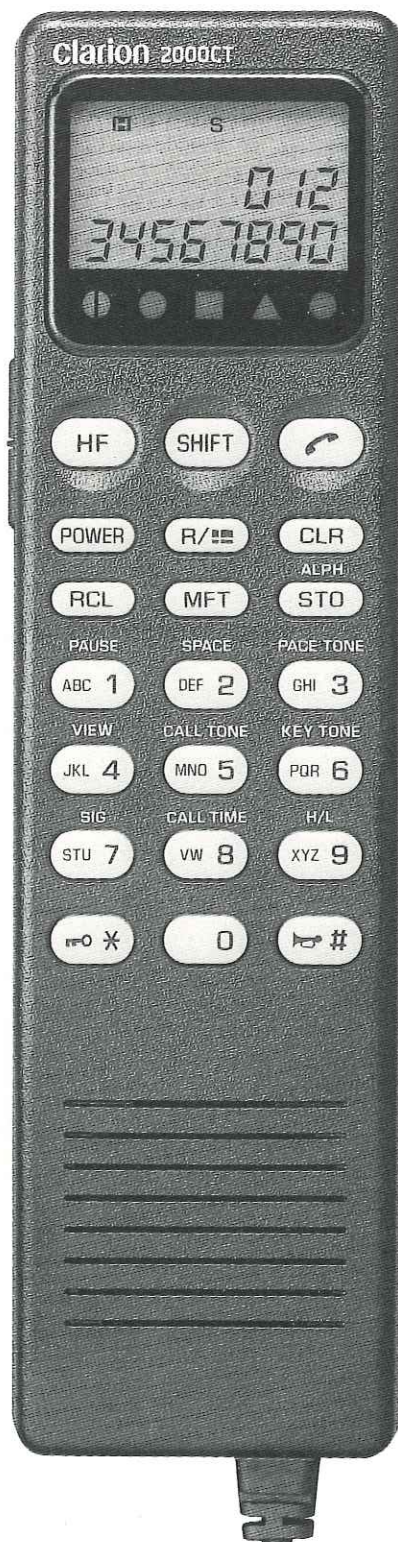 clarion 2000CT
H S
012
34567890
HF SHIFT
POWER R/ CLR
ALPH
RCL MFT STO
PAUSE SPACE PACE TONE
ABC 1 DEF 2 GHI 3
VIEW CALL TONE KEY TONE
JKL 4 MNO 5 PQR 6
SIG CALL TIME H/L
STU 7 VW 8 XYZ 9
* 0 #